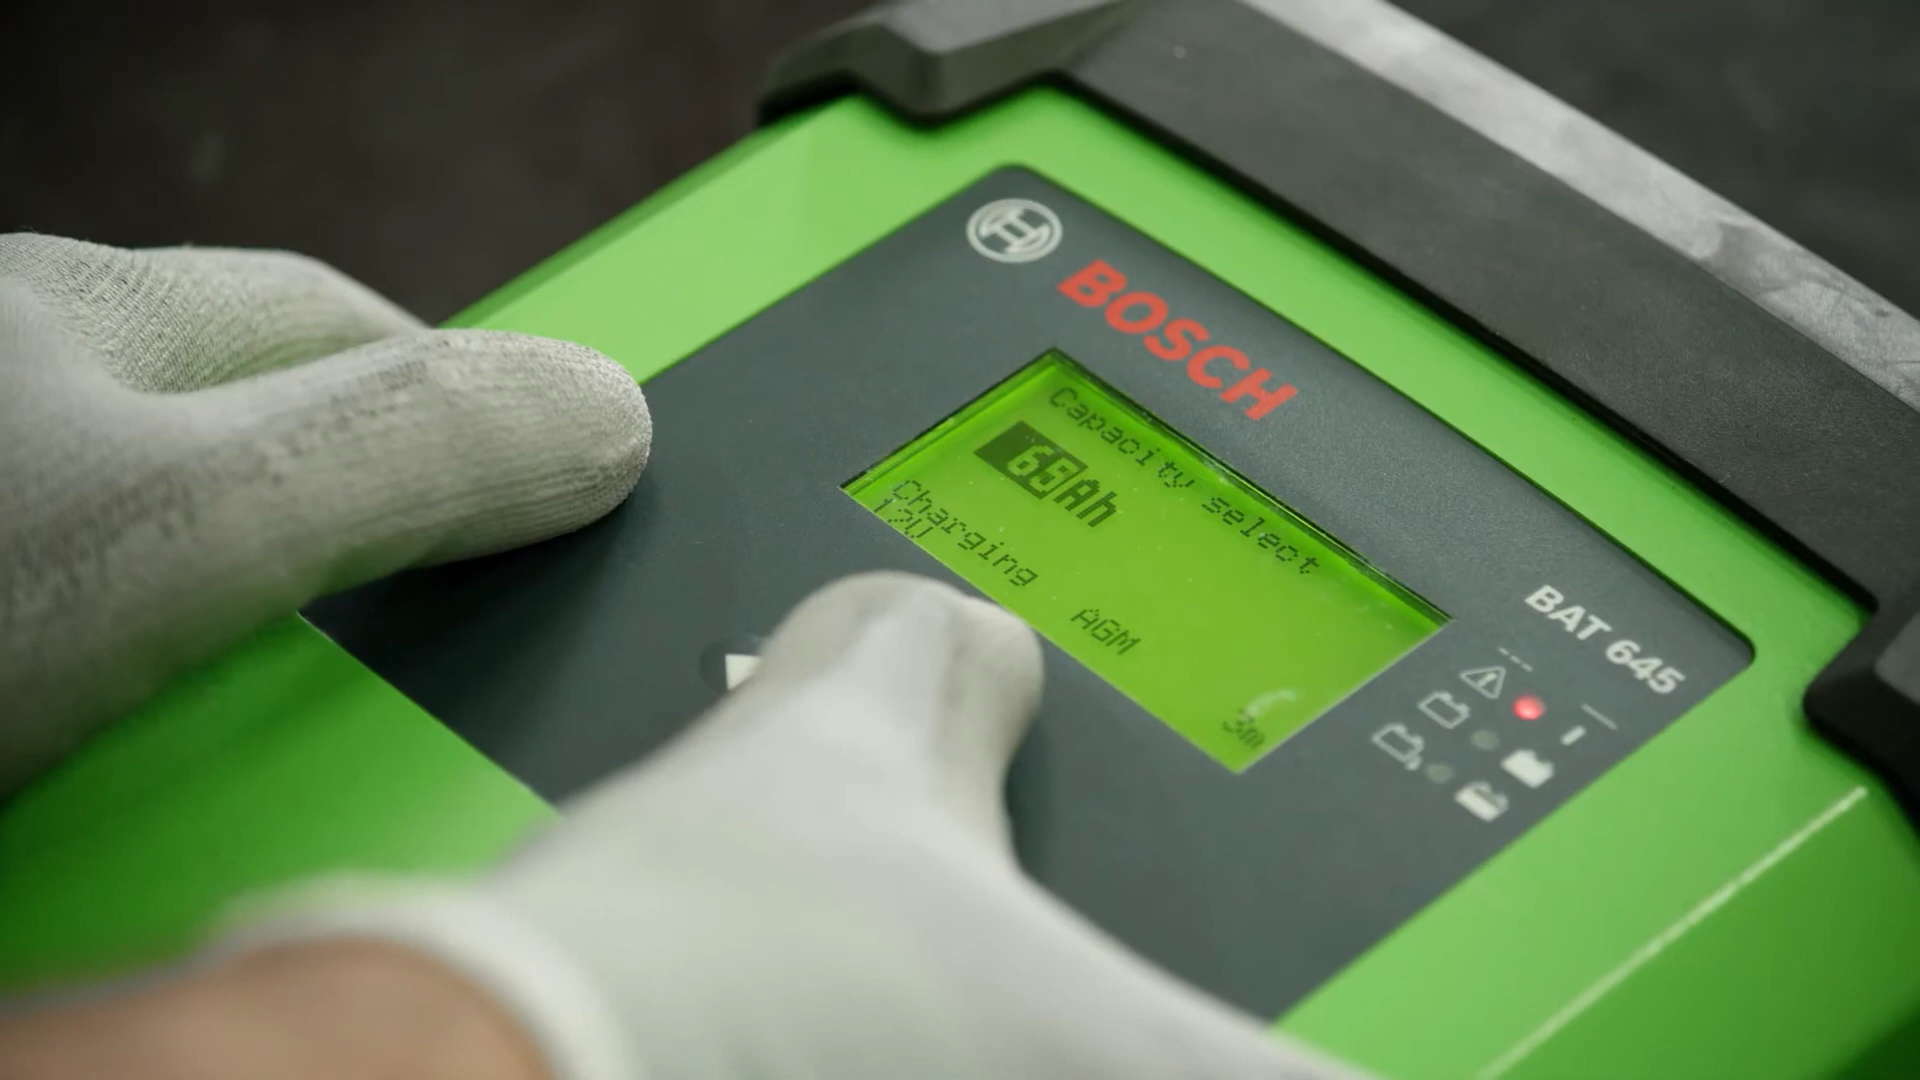 BOSCH
Capacity select
65Ah
Charging
12V
AGM
3m
BAT 645